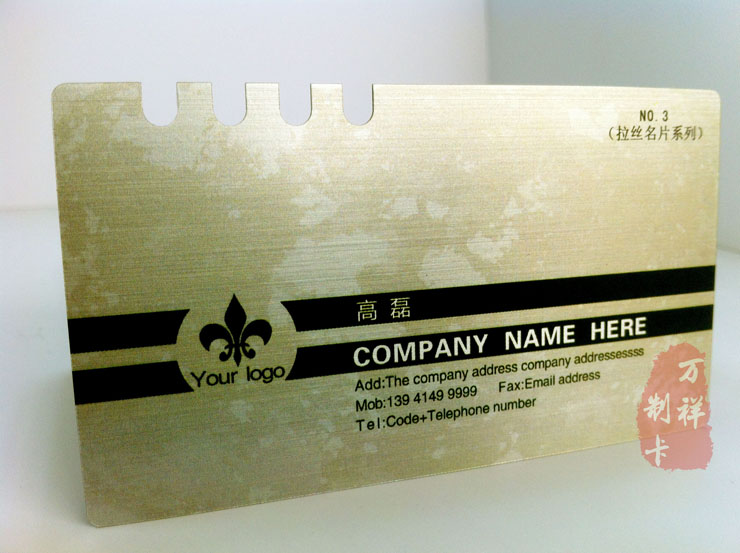 NO.3
（拉丝名片系列）
高 磊
COMPANY NAME HERE
Your logo
Add:The company address company addressessss
Mob:139 4149 9999 Fax:Email address
Tel:Code+Telephone number
万祥
制卡